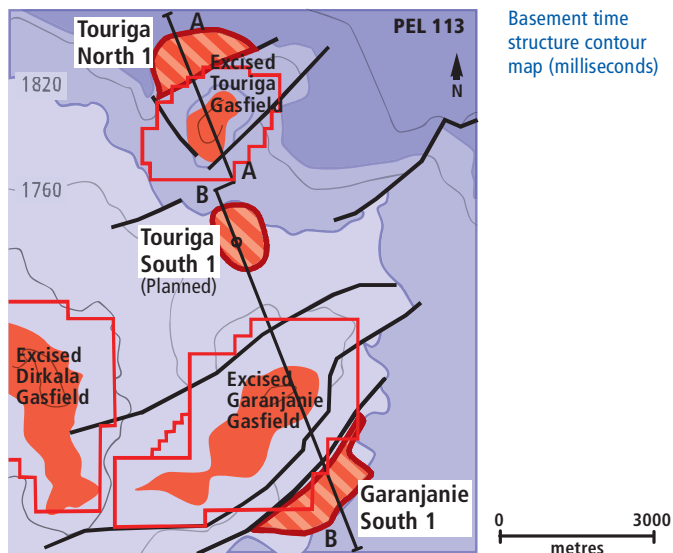 Touriga
North 1
A
PEL 113
Basement time
structure contour
map (milliseconds)
Excised
Touriga
Gasfield
1820
N
A
B
1760
Touriga
South 1
(Planned)
Excised
Dirkala
Gasfield
Excised
Garanjanie
Gasfield
Garanjanie
South 1
B
0 3000
metres